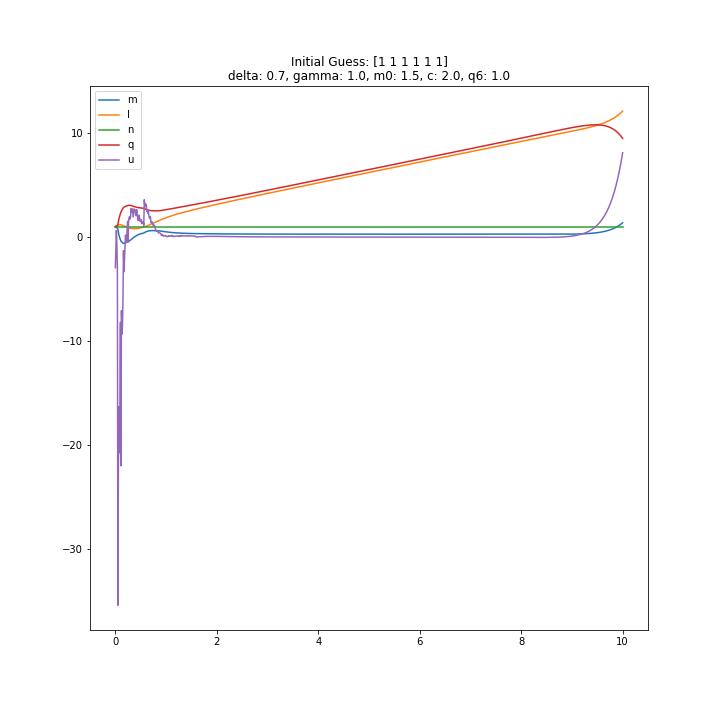 Initial Guess: [1 1 1 1 1 1]
delta: 0.7, gamma: 1.0, m0: 1.5, c: 2.0, q6: 1.0
m
l
n
q
u
10
0
−10
−20
−30
0 2 4 6 8 10